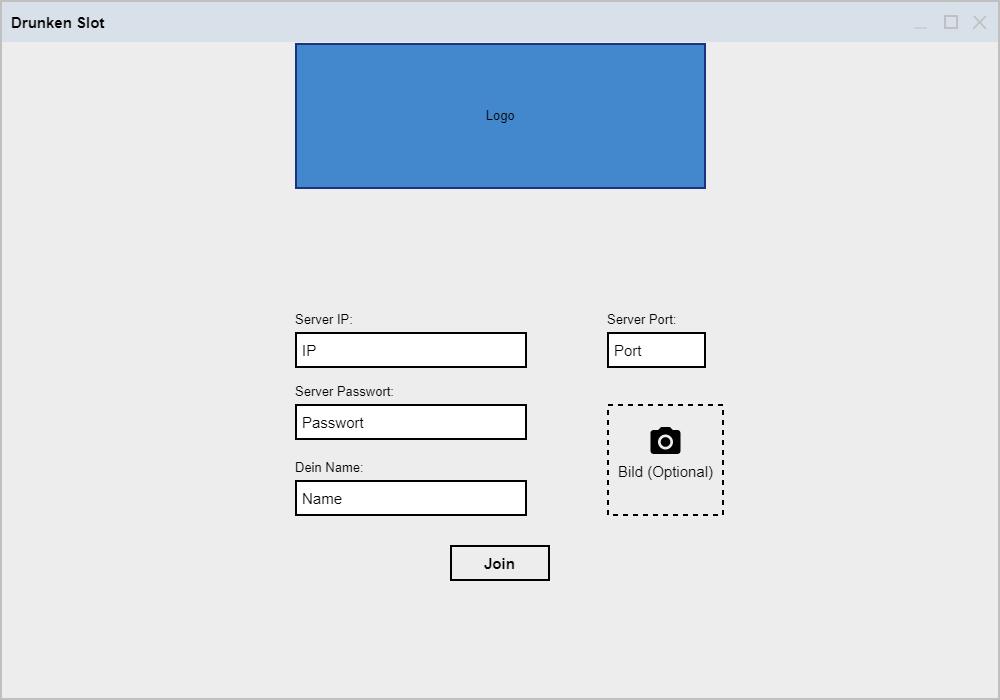 Drunken Slot
Logo
Server IP:
Server Port:
IP
Port
Server Passwort:
Passwort
Bild (Optional)
Dein Name:
Name
Join